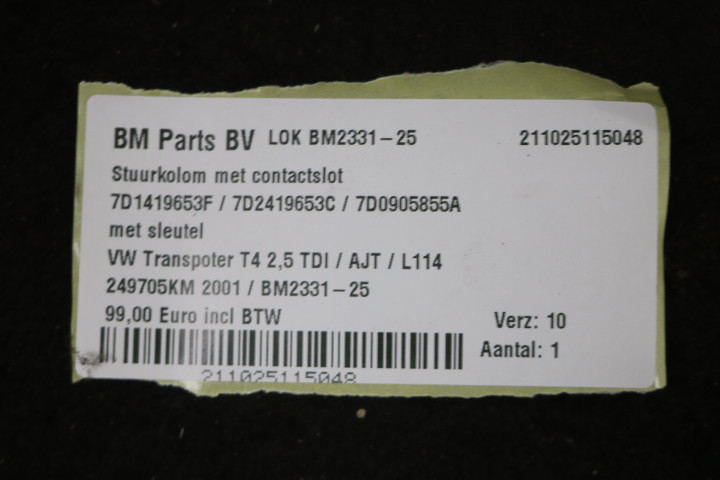 BM Parts BV LOK BM2331-25 211025115048
Stuurkolom met contactslot
7D1419653F / 7D2419653C / 7D0905855A
met sleutel
VW Transpoter T4 2,5 TDI / AJT / L114
249705KM 2001 / BM2331-25
99,00 Euro incl BTW
Verz: 10
Aantal: 1
211025115048